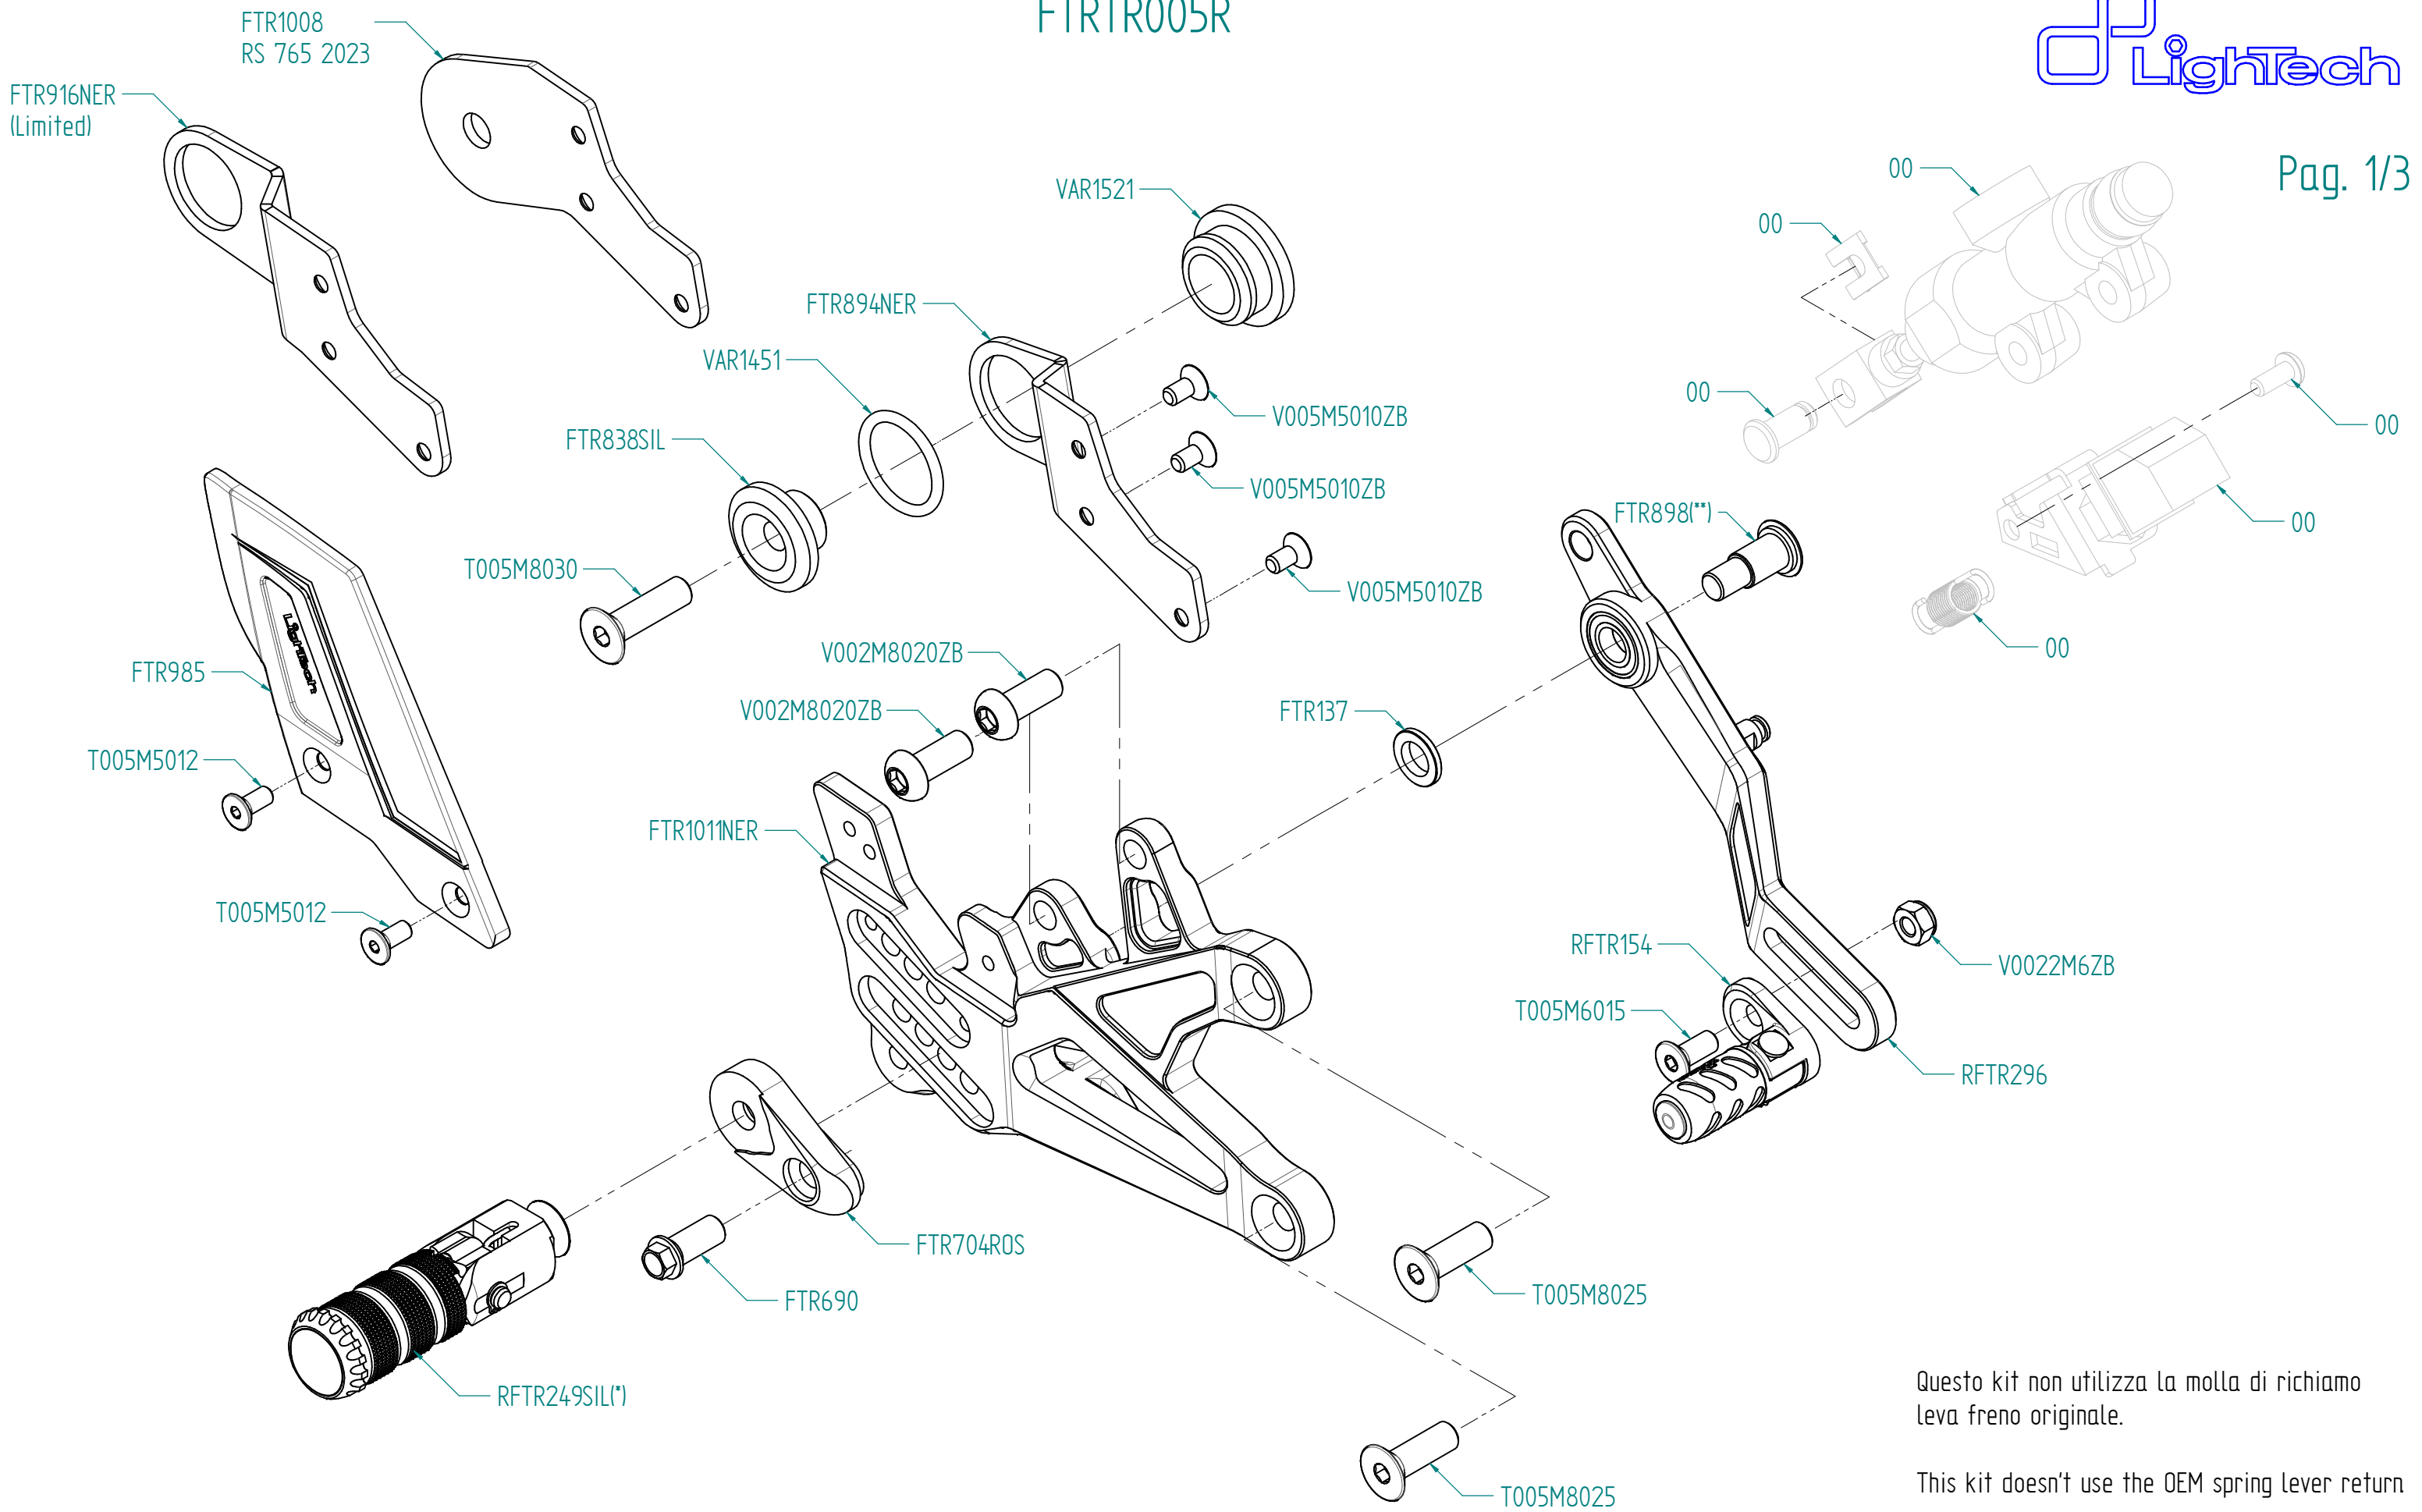 FTRTR005R
LighTech
Pag. 1/3
FTR1008
RS 765 2023
FTR916NER
(Limited)
VAR1521
00
00
00
00
00
00
FTR894NER
VAR1451
FTR838SIL
V005M5010ZB
V005M5010ZB
V005M5010ZB
T005M8030
FTR898(**)
V002M8020ZB
V002M8020ZB
FTR985
LighTech
FTR137
T005M5012
T005M5012
FTR1011NER
RFTR154
V0022M6ZB
T005M6015
RFTR296
FTR704ROS
FTR690
T005M8025
RFTR249SIL(*)
T005M8025
Questo kit non utilizza la molla di richiamo
leva freno originale.
This kit doesn't use the OEM spring lever return